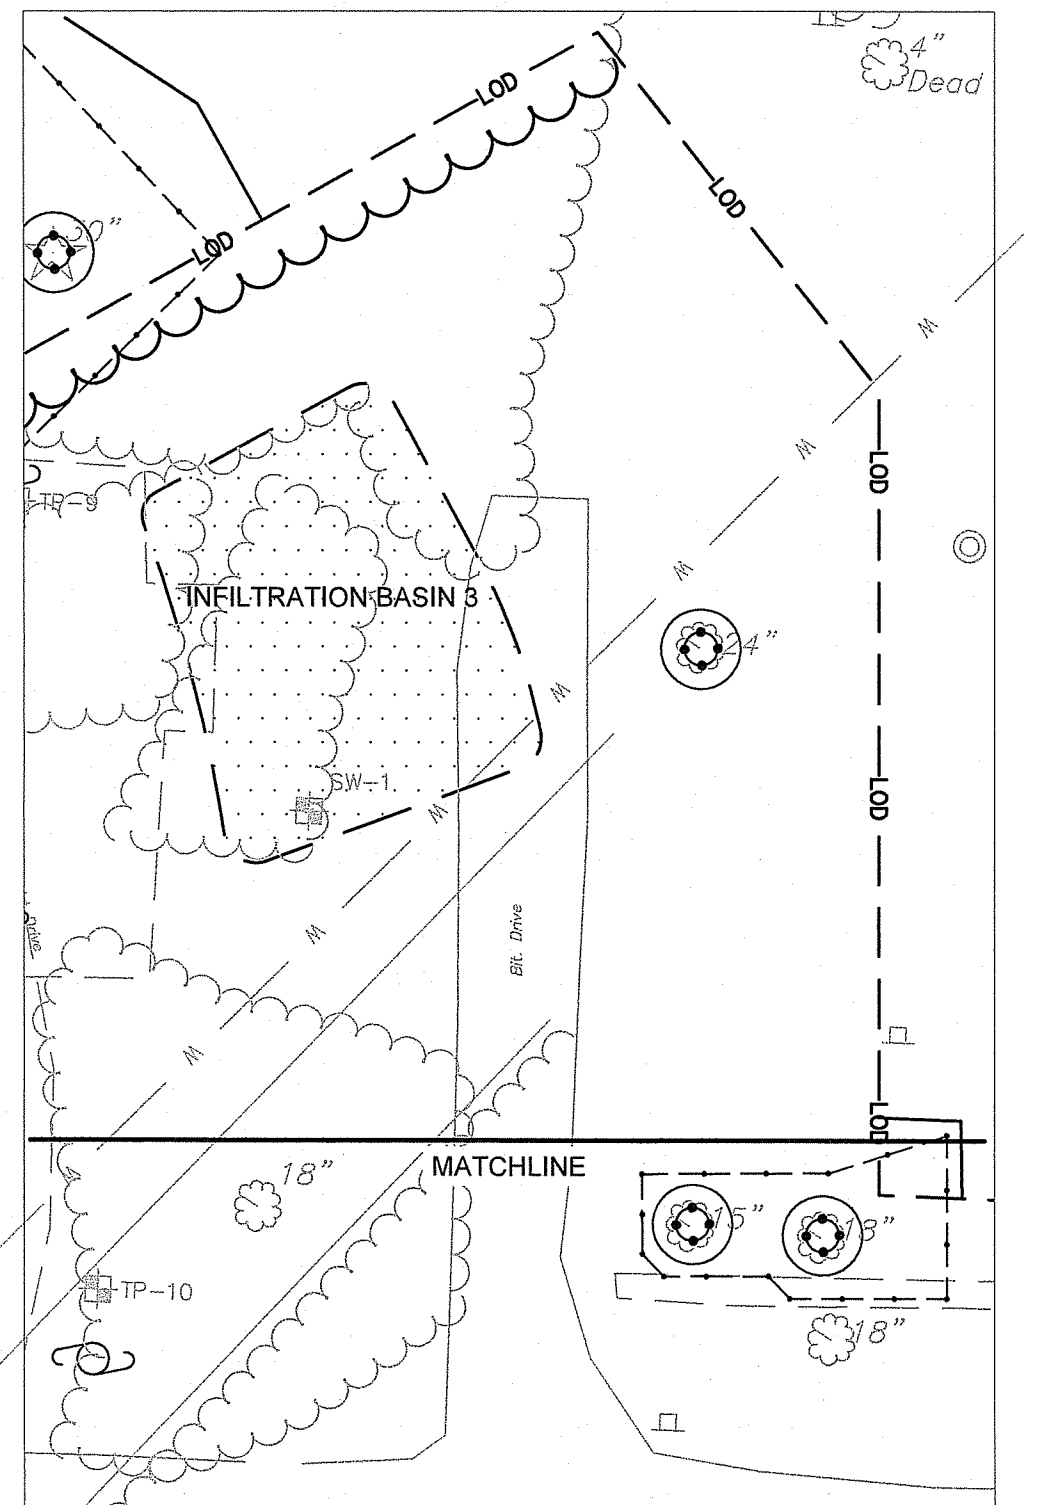 4"
Dead
LOD
LOD
LOD
W
W
LOD
TP-9
W
INFILTRATION BASIN 3
24"
W
SW-1
LOD
W
W
Bit. Drive
Drive
W
LOD
MATCHLINE
18"
15"
18"
TP-10
18"